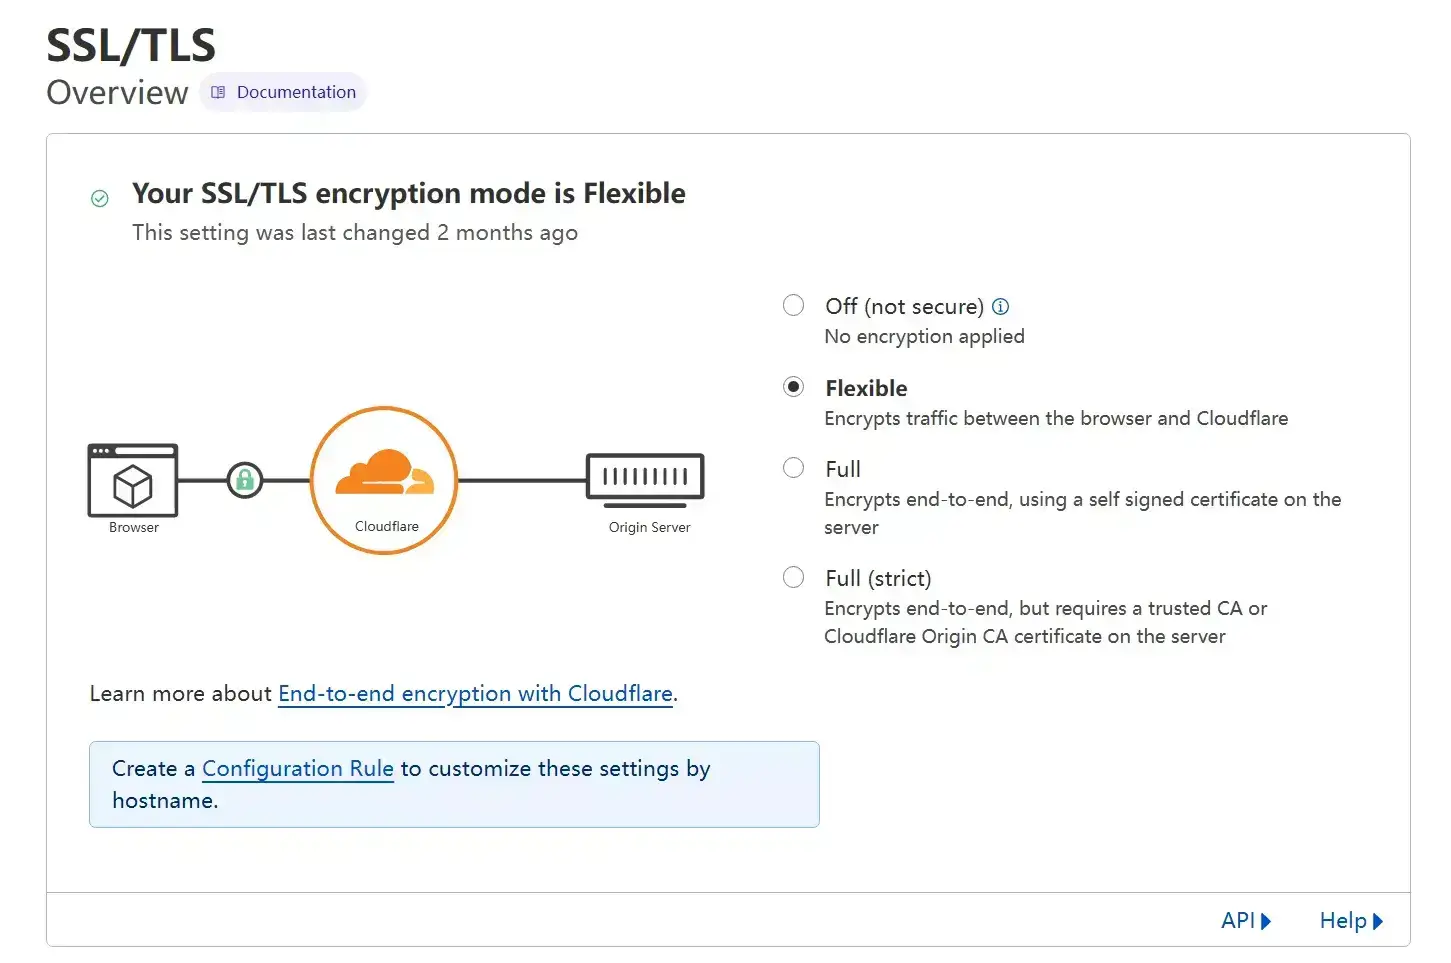 SSL/TLS
Overview
Documentation
Your SSL/TLS encryption mode is Flexible
This setting was last changed 2 months ago
Off (not secure)
No encryption applied
Flexible
Encrypts traffic between the browser and Cloudflare
Full
Encrypts end-to-end, using a self signed certificate on the
server
Full (strict)
Encrypts end-to-end, but requires a trusted CA or
Cloudflare Origin CA certificate on the server
Browser
Cloudflare
Origin Server
Learn more about End-to-end encryption with Cloudflare.
Create a Configuration Rule to customize these settings by
hostname.
API
Help